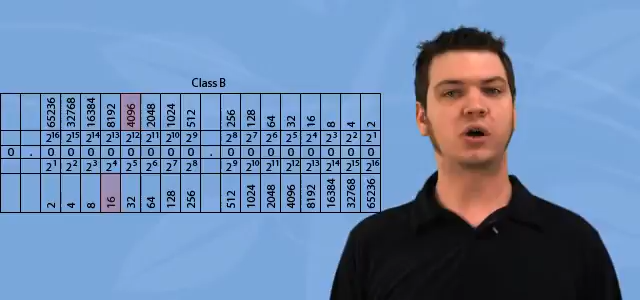 Class B
65236 32768 16384 8192 4096 2048 1024 512 256 128 64 32 16 8 4 2
2¹⁶ 2¹⁵ 2¹⁴ 2¹³ 2¹² 2¹¹ 2¹⁰ 2⁹ 2⁸ 2⁷ 2⁶ 2⁵ 2⁴ 2³ 2² 2¹
0 . 0 0 0 0 0 0 0 0 . 0 0 0 0 0 0 0 0
2¹ 2² 2³ 2⁴ 2⁵ 2⁶ 2⁷ 2⁸ 2⁹ 2¹⁰ 2¹¹ 2¹² 2¹³ 2¹⁴ 2¹⁵ 2¹⁶
2 4 8 16 32 64 128 256 512 1024 2048 4096 8192 16384 32768 65236